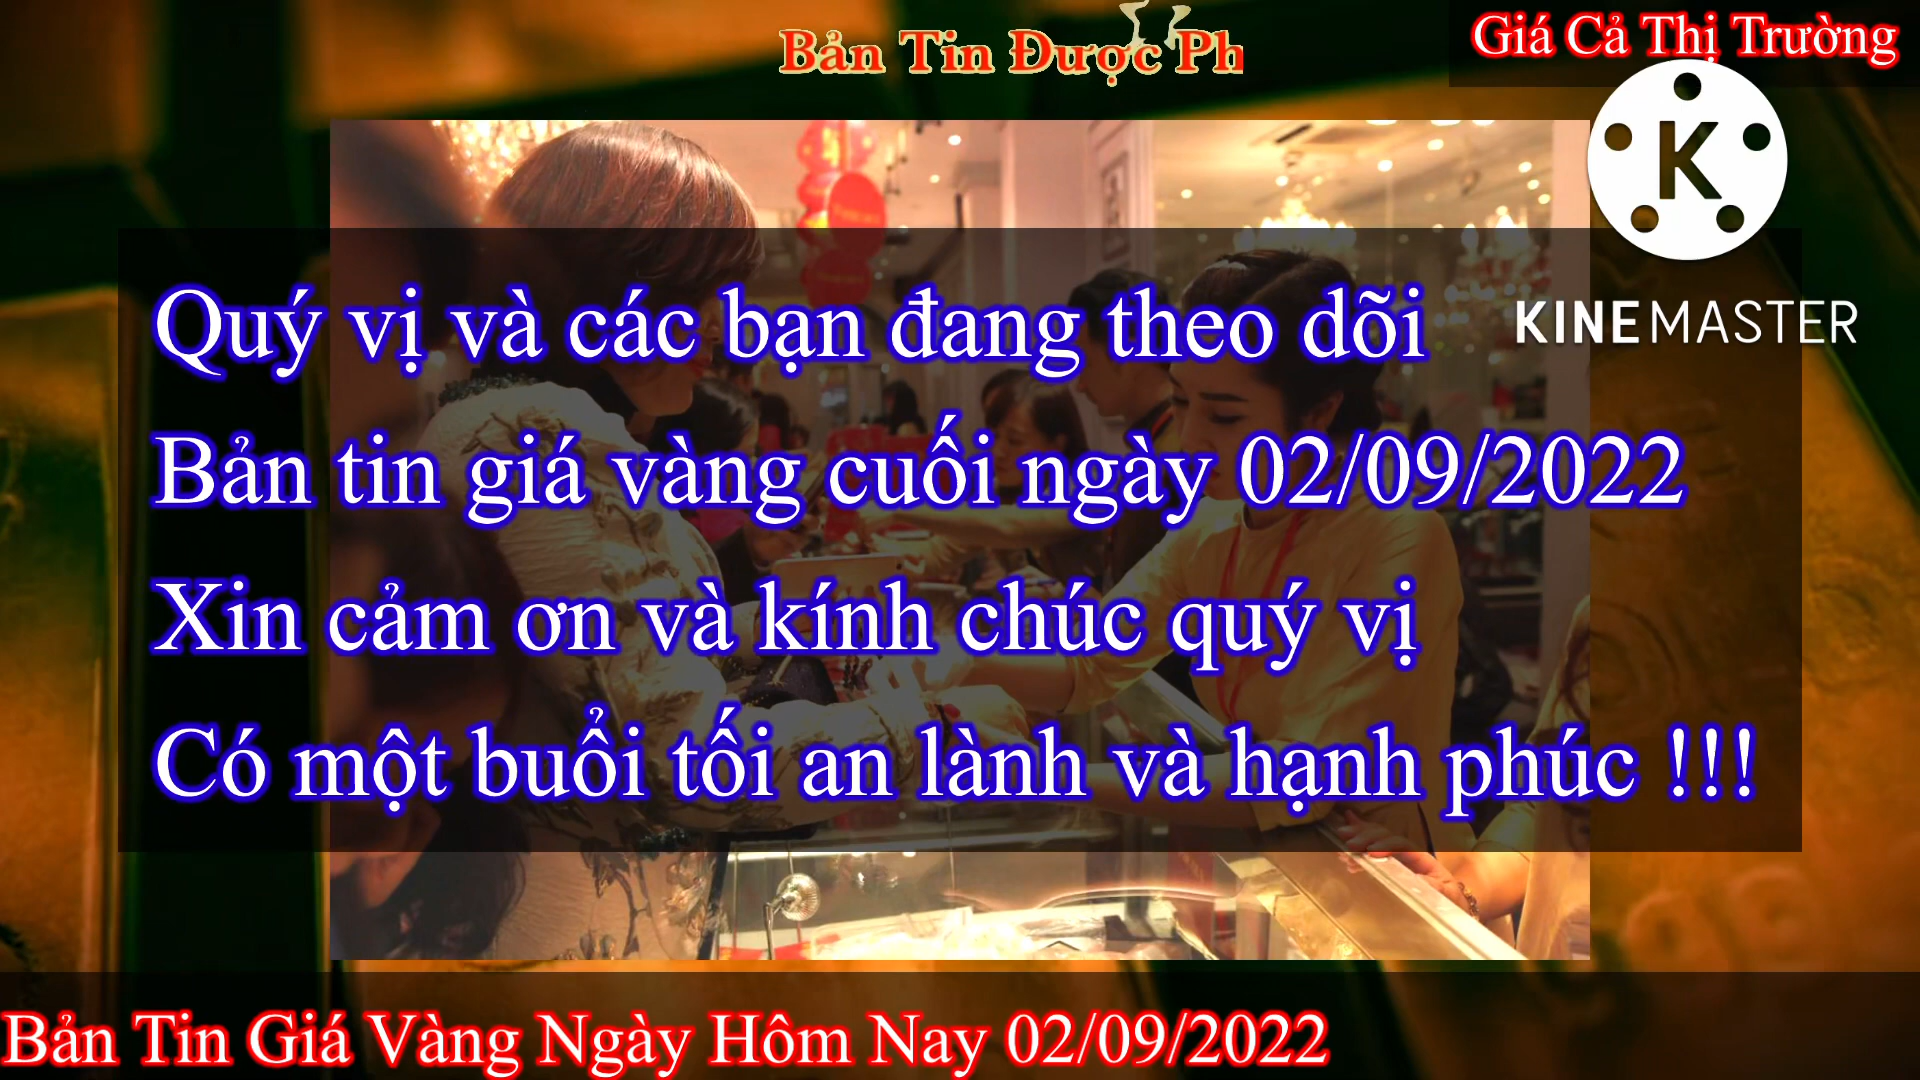 Bản Tin Được Ph
Giá Cả Thị Trường
K
KINEMASTER
Quý vị và các bạn đang theo dõi
Bản tin giá vàng cuối ngày 02/09/2022
Xin cảm ơn và kính chúc quý vị
Có một buổi tối an lành và hạnh phúc !!!
Bản Tin Giá Vàng Ngày Hôm Nay 02/09/2022